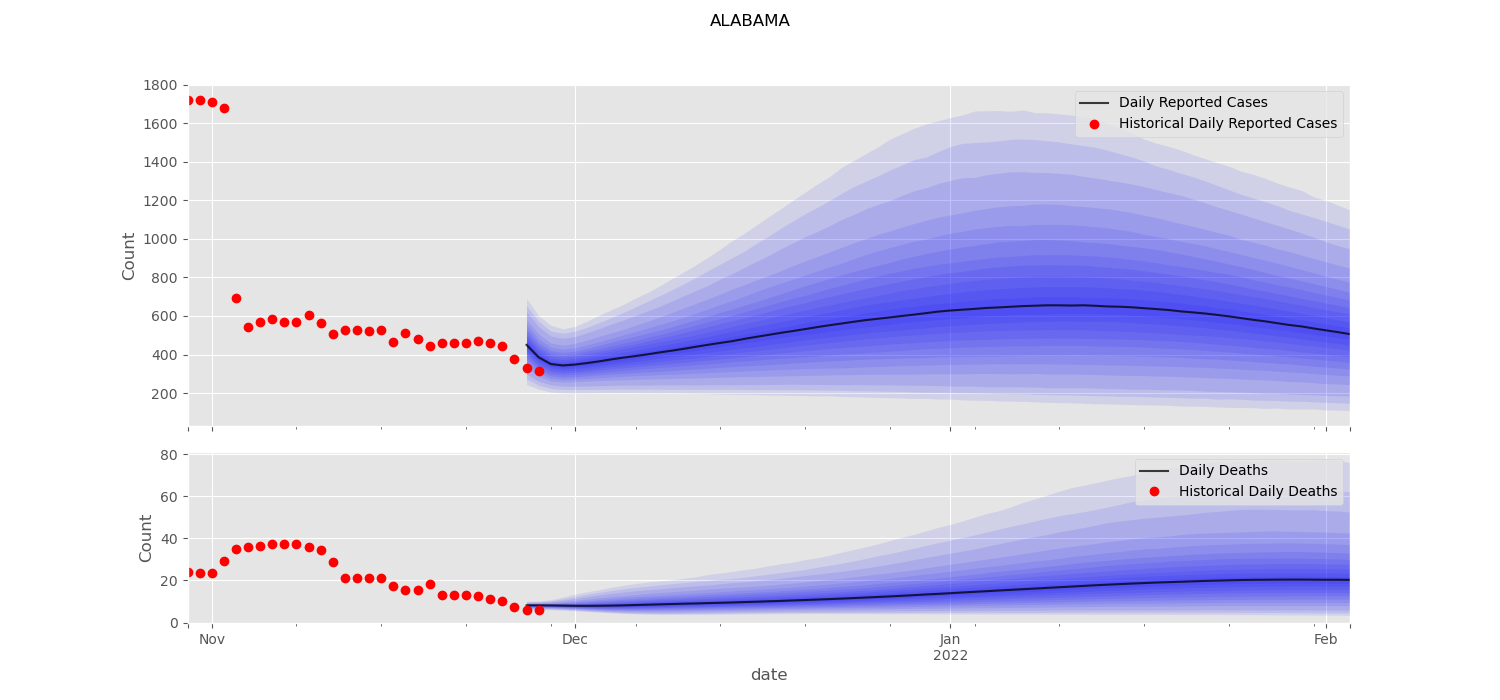 ALABAMA
1800
1600
1400
1200
1000
800
600
400
200
Count
Daily Reported Cases
Historical Daily Reported Cases
80
60
40
20
0
Count
Daily Deaths
Historical Daily Deaths
Nov
Dec
Jan
2022
Feb
date